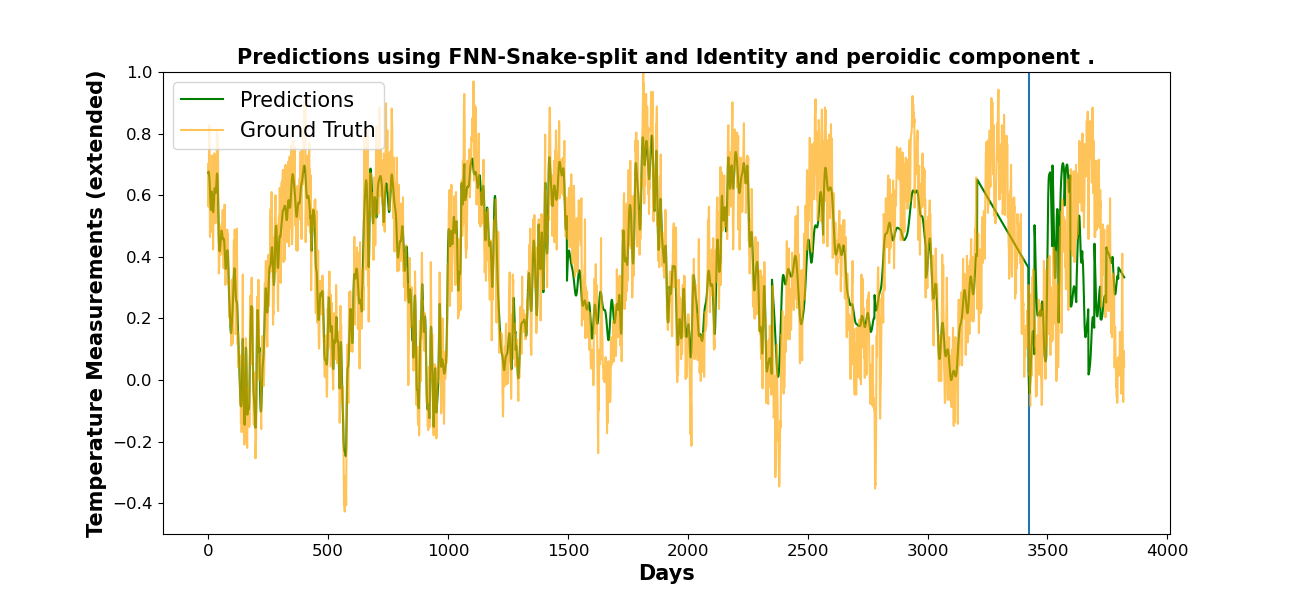 Predictions using FNN-Snake-split and Identity and peroidic component .
Temperature Measurements (extended)
1.0
0.8
0.6
0.4
0.2
0.0
−0.2
−0.4
Predictions
Ground Truth
0 500 1000 1500 2000 2500 3000 3500 4000
Days